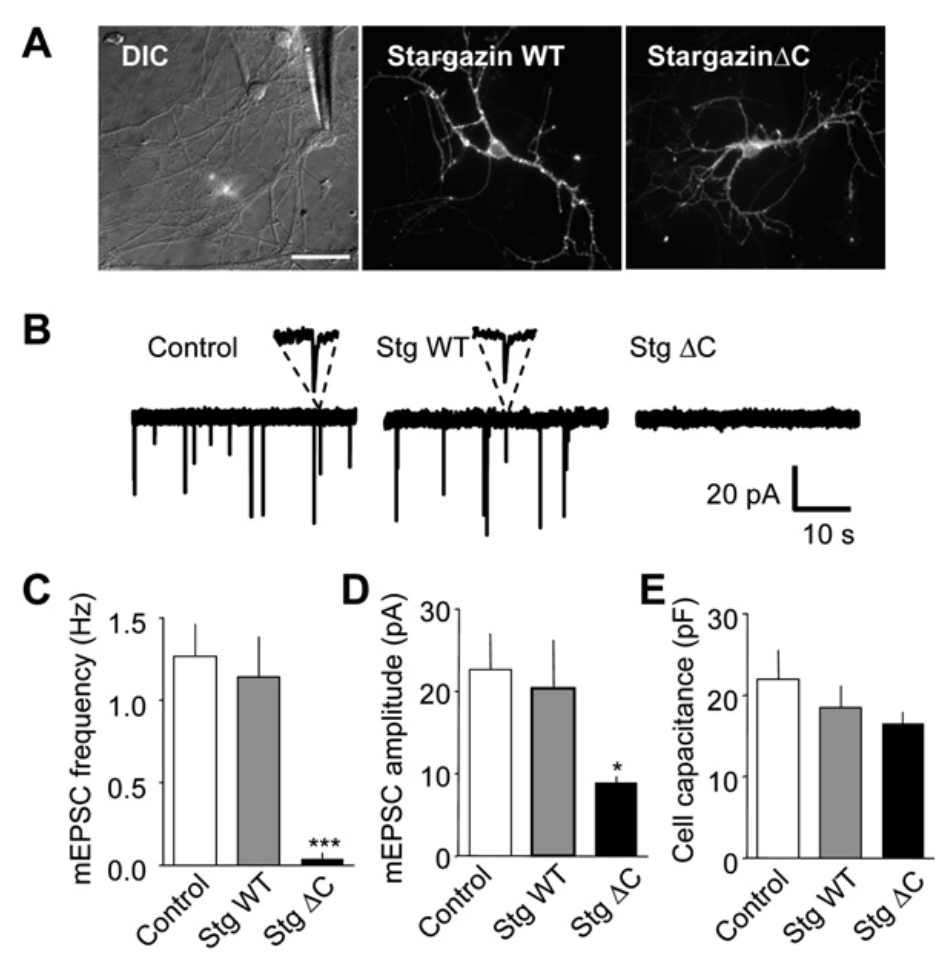 A
DIC
Stargazin WT
StargazinΔC
B
Control
Stg WT
Stg ΔC
20 pA
10 s
C
mEPSC frequency (Hz)
1.5
1.0
0.5
0.0
***
Control
Stg WT
Stg ΔC
D
mEPSC amplitude (pA)
30
20
10
0
*
Control
Stg WT
Stg ΔC
E
Cell capacitance (pF)
30
20
10
0
Control
Stg WT
Stg ΔC